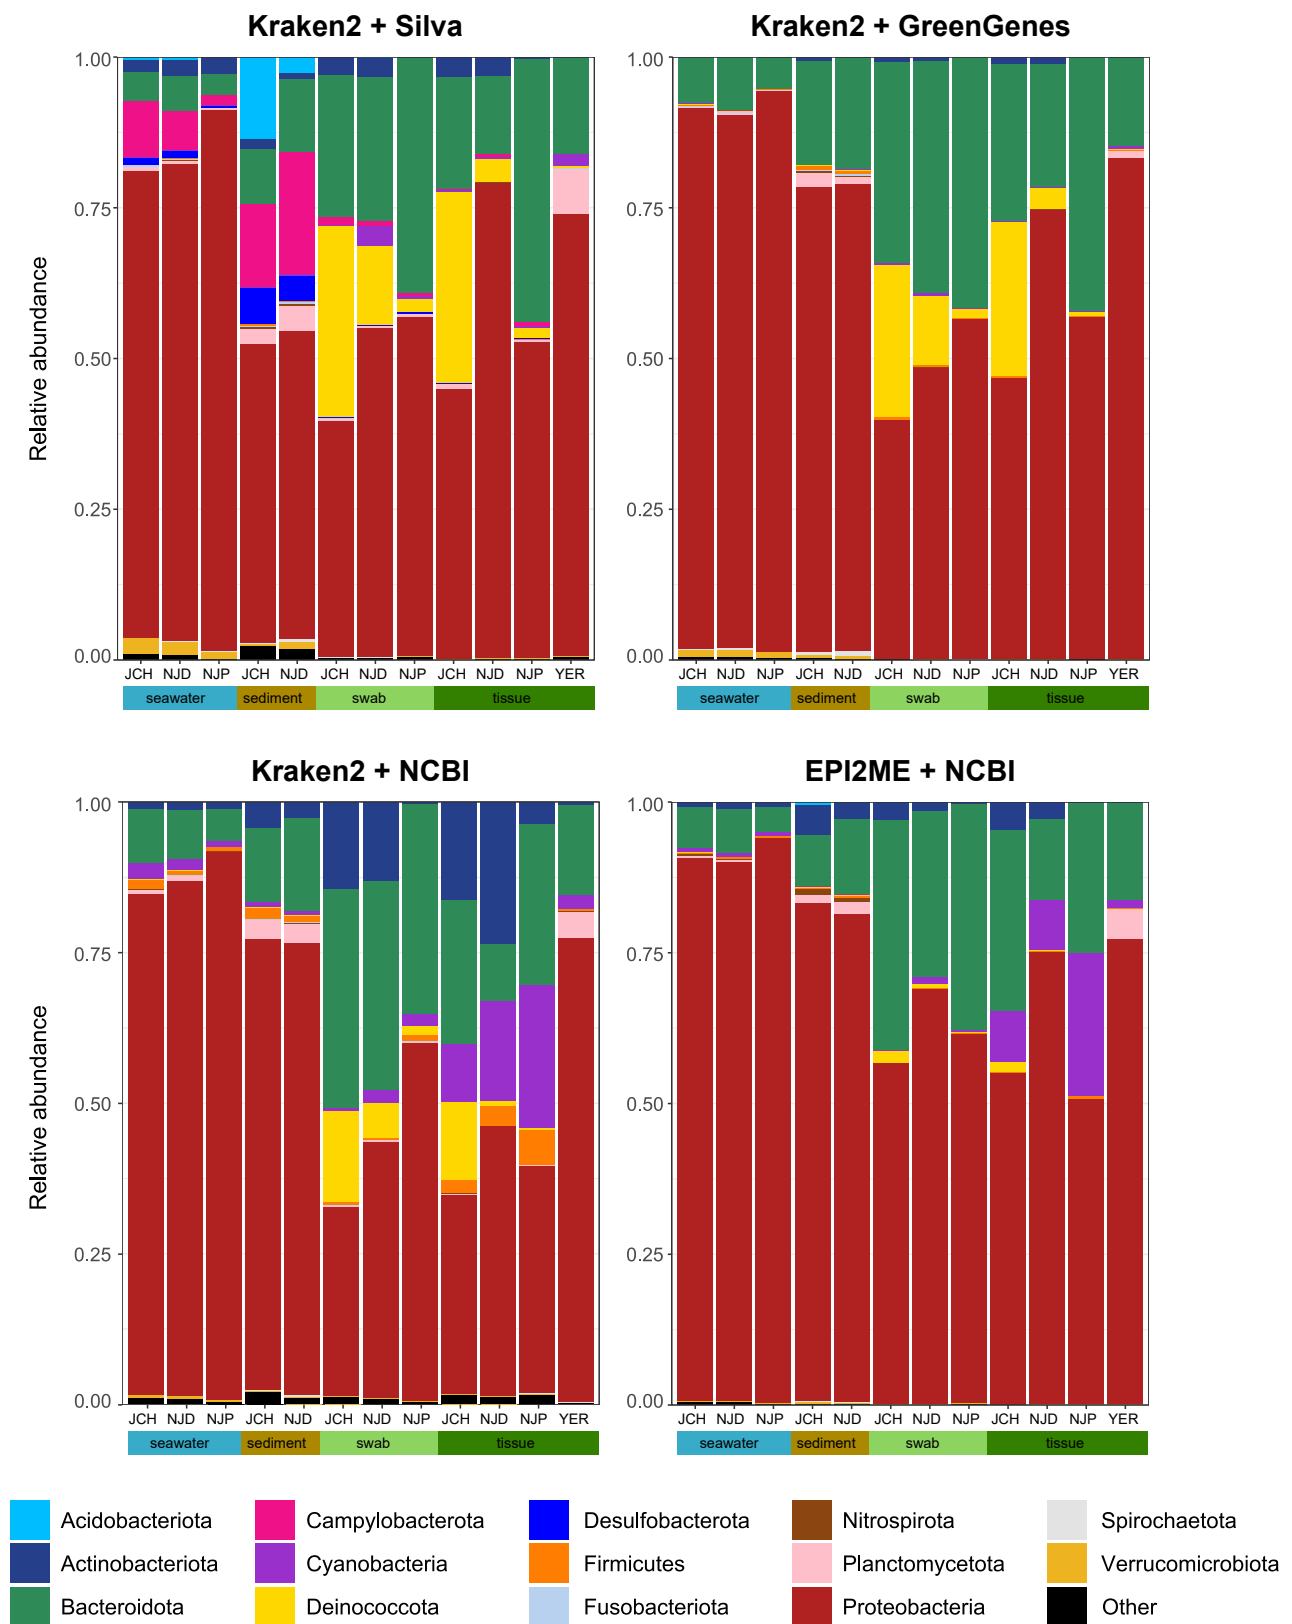 Kraken2 + Silva
Kraken2 + GreenGenes
Relative abundance
1.00
0.75
0.50
0.25
0.00
JCH NJD NJP JCH NJD JCH NJD NJP JCH NJD NJP YER
seawater sediment swab tissue
1.00
0.75
0.50
0.25
0.00
JCH NJD NJP JCH NJD JCH NJD NJP JCH NJD NJP YER
seawater sediment swab tissue
Kraken2 + NCBI
EPI2ME + NCBI
Relative abundance
1.00
0.75
0.50
0.25
0.00
JCH NJD NJP JCH NJD JCH NJD NJP JCH NJD NJP YER
seawater sediment swab tissue
1.00
0.75
0.50
0.25
0.00
JCH NJD NJP JCH NJD JCH NJD NJP JCH NJD NJP YER
seawater sediment swab tissue
Acidobacteriota Campylobacterota Desulfobacterota Nitrospirota Spirochaetota
Actinobacteriota Cyanobacteria Firmicutes Planctomycetota Verrucomicrobiota
Bacteroidota Deinococcota Fusobacteriota Proteobacteria Other